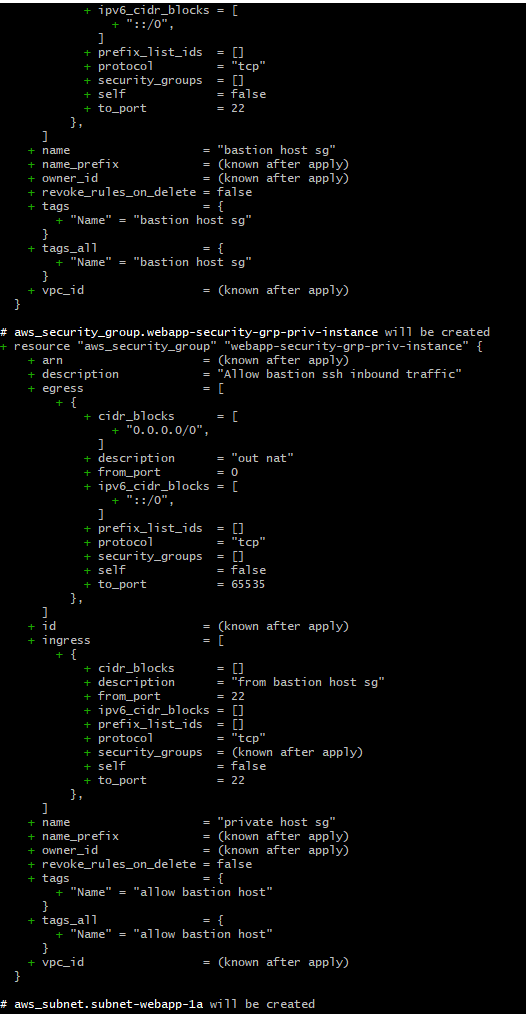 + ipv6_cidr_blocks = [
+ "::/0",
]
+ prefix_list_ids = []
+ protocol = "tcp"
+ security_groups = []
+ self = false
+ to_port = 22
},
]
+ name = "bastion host sg"
+ name_prefix = (known after apply)
+ owner_id = (known after apply)
+ revoke_rules_on_delete = false
+ tags = {
+ "Name" = "bastion host sg"
}
+ tags_all = {
+ "Name" = "bastion host sg"
}
+ vpc_id = (known after apply)
}
# aws_security_group.webapp-security-grp-priv-instance will be created
+ resource "aws_security_group" "webapp-security-grp-priv-instance" {
+ arn = (known after apply)
+ description = "Allow bastion ssh inbound traffic"
+ egress = [
+ {
+ cidr_blocks = [
+ "0.0.0.0/0",
]
+ description = "out nat"
+ from_port = 0
+ ipv6_cidr_blocks = [
+ "::/0",
]
+ prefix_list_ids = []
+ protocol = "tcp"
+ security_groups = []
+ self = false
+ to_port = 65535
},
]
+ id = (known after apply)
+ ingress = [
+ {
+ cidr_blocks = []
+ description = "from bastion host sg"
+ from_port = 22
+ ipv6_cidr_blocks = []
+ prefix_list_ids = []
+ protocol = "tcp"
+ security_groups = (known after apply)
+ self = false
+ to_port = 22
},
]
+ name = "private host sg"
+ name_prefix = (known after apply)
+ owner_id = (known after apply)
+ revoke_rules_on_delete = false
+ tags = {
+ "Name" = "allow bastion host"
}
+ tags_all = {
+ "Name" = "allow bastion host"
}
+ vpc_id = (known after apply)
}
# aws_subnet.subnet-webapp-1a will be created